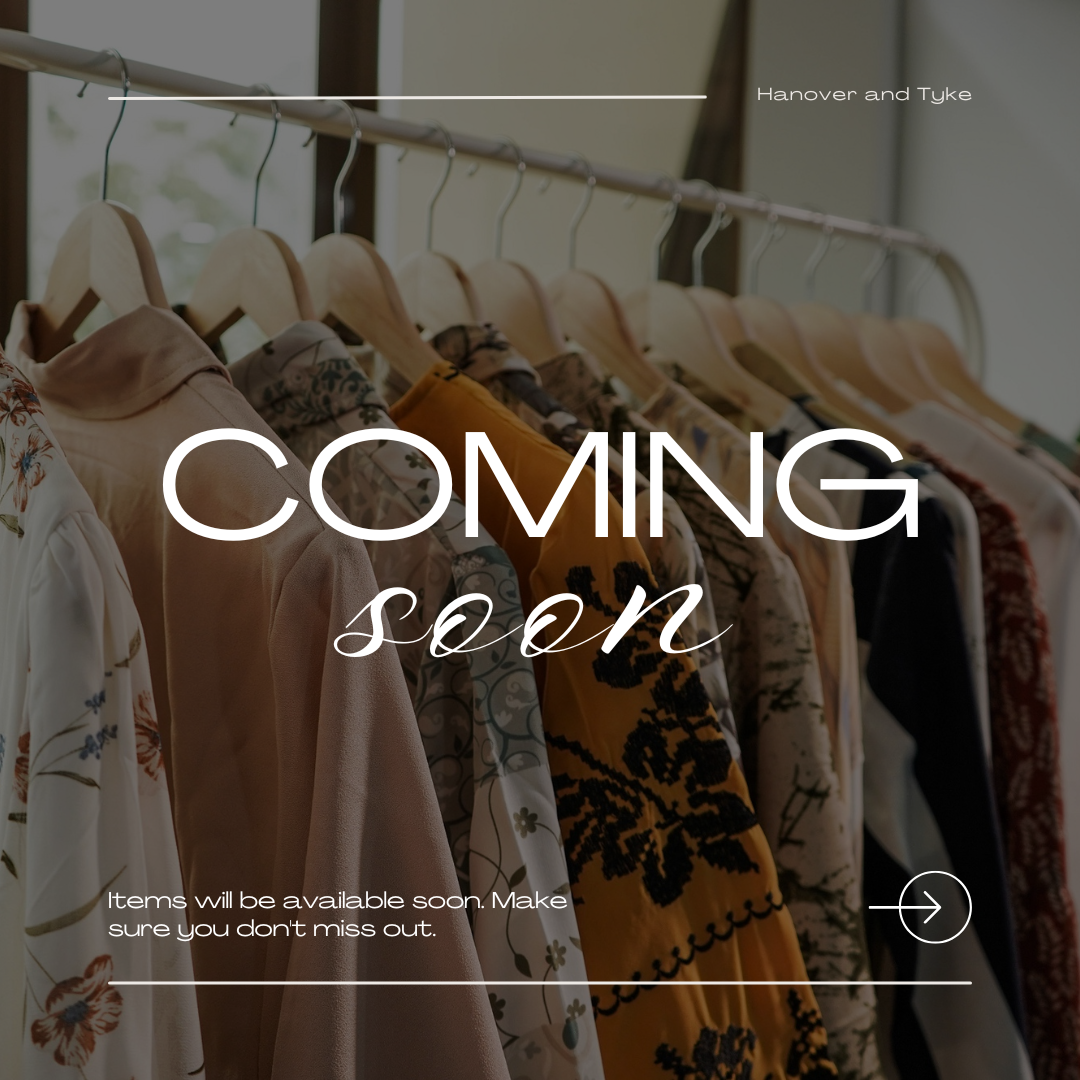 Hanover and Tyke
COMING
soon
Items will be available soon. Make
sure you don't miss out.